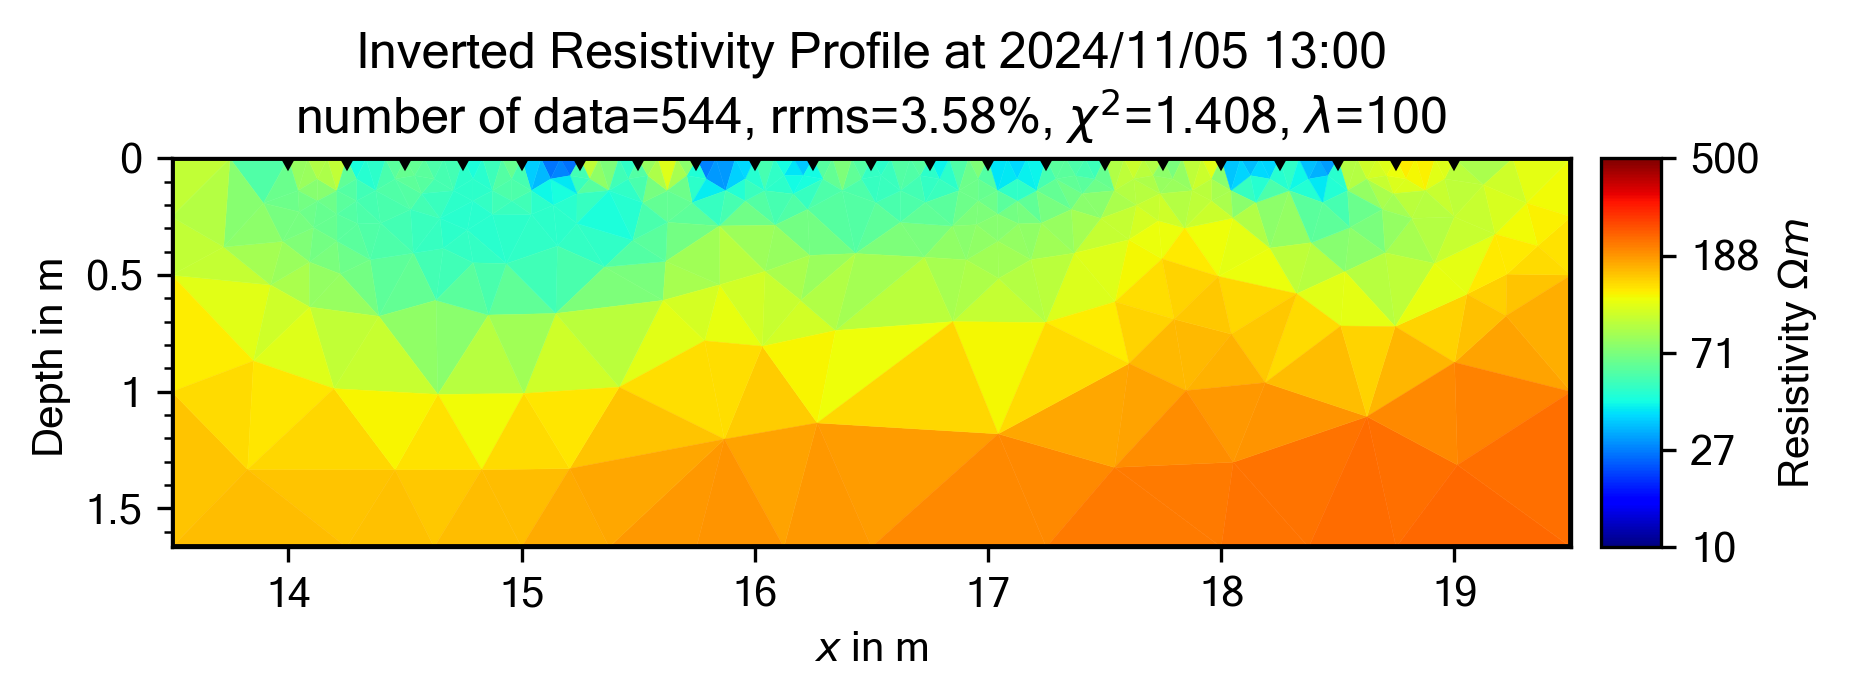 Inverted Resistivity Profile at 2024/11/05 13:00
number of data=544, rrms=3.58%, χ²=1.408, λ=100
0
0.5
1
1.5
Depth in m
14 15 16 17 18 19
x in m
500
188
71
27
10
Resistivity Ωm